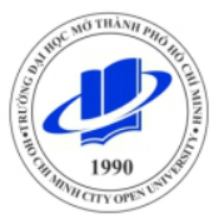 TRƯỜNG ĐẠI HỌC MỞ THÀNH PHỐ HỒ CHÍ MINH
HO CHI MINH CITY OPEN UNIVERSITY
1990